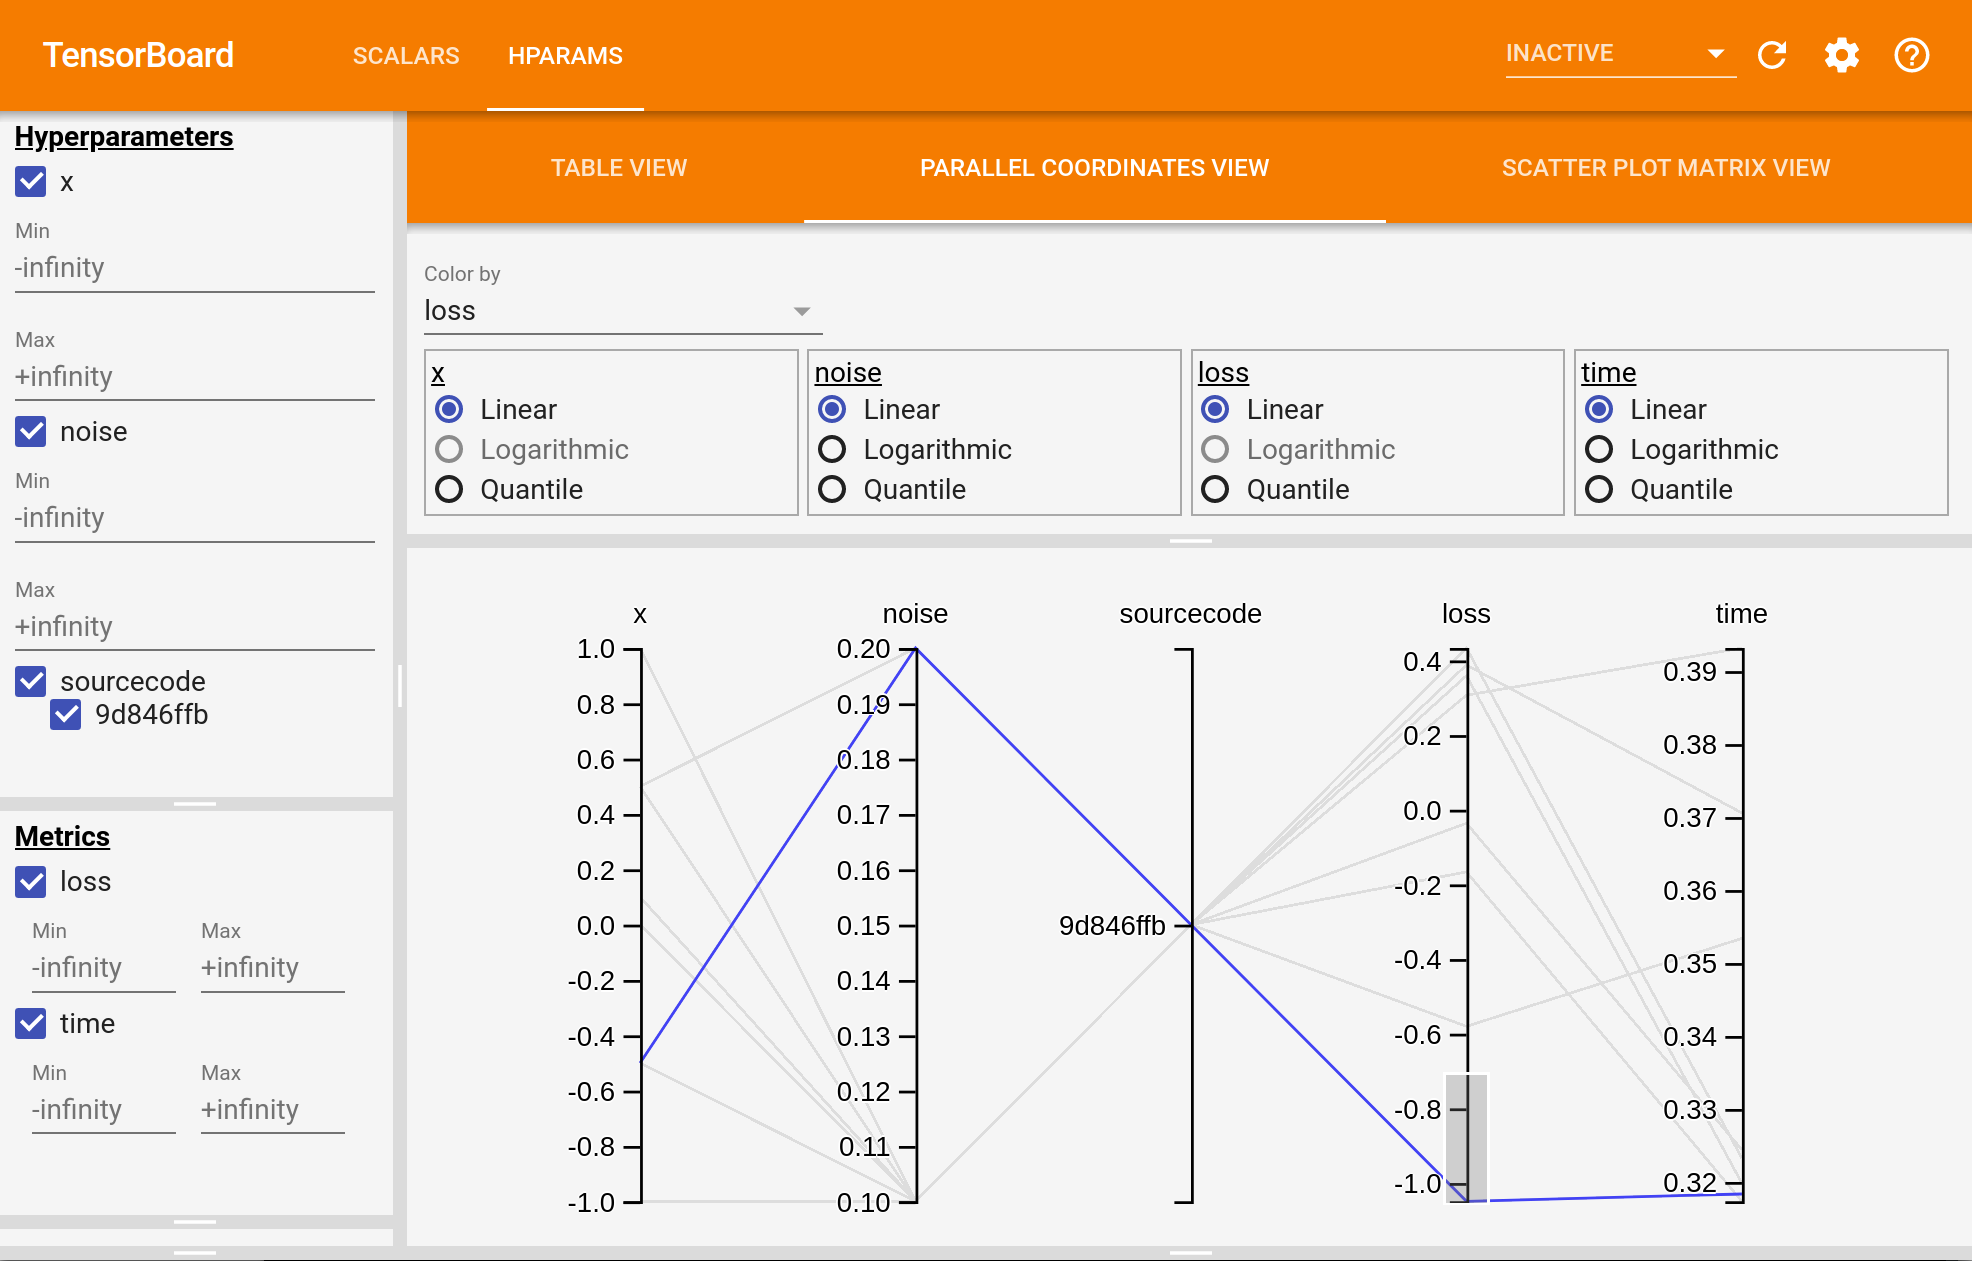 TensorBoard SCALARS HPARAMS INACTIVE
Hyperparameters
x
Min
-infinity
Max
+infinity
noise
Min
-infinity
Max
+infinity
sourcecode
9d846ffb
Metrics
loss
Min Max
-infinity +infinity
time
Min Max
-infinity +infinity
TABLE VIEW PARALLEL COORDINATES VIEW SCATTER PLOT MATRIX VIEW
Color by
loss
x noise loss time
Linear Linear Linear Linear
Logarithmic Logarithmic Logarithmic Logarithmic
Quantile Quantile Quantile Quantile
x noise sourcecode loss time
1.0
0.8
0.6
0.4
0.2
0.0
-0.2
-0.4
-0.6
-0.8
-1.0
0.20
0.19
0.18
0.17
0.16
0.15
0.14
0.13
0.12
0.11
0.10
9d846ffb
0.4
0.2
0.0
-0.2
-0.4
-0.6
-0.8
-1.0
0.39
0.38
0.37
0.36
0.35
0.34
0.33
0.32